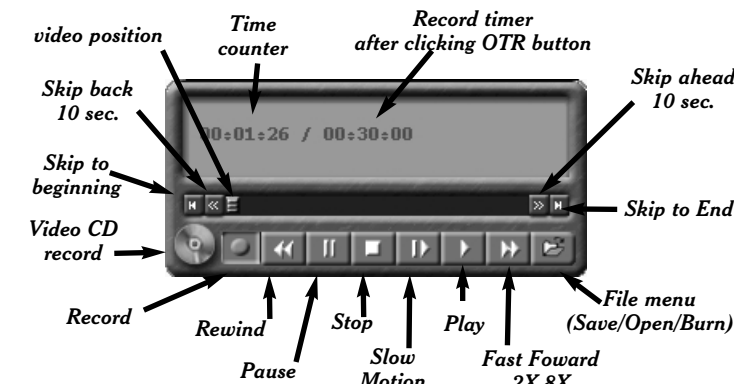 Time
counter
Record timer
after clicking OTR button
video position
Skip back
10 sec.
Skip ahead
10 sec.
00:01:26 / 00:30:00
Skip to
beginning
Skip to End
Video CD
record
Record
Rewind
Pause
Stop
Slow
Motion
Play
Fast Foward
2X 8X
File menu
(Save/Open/Burn)